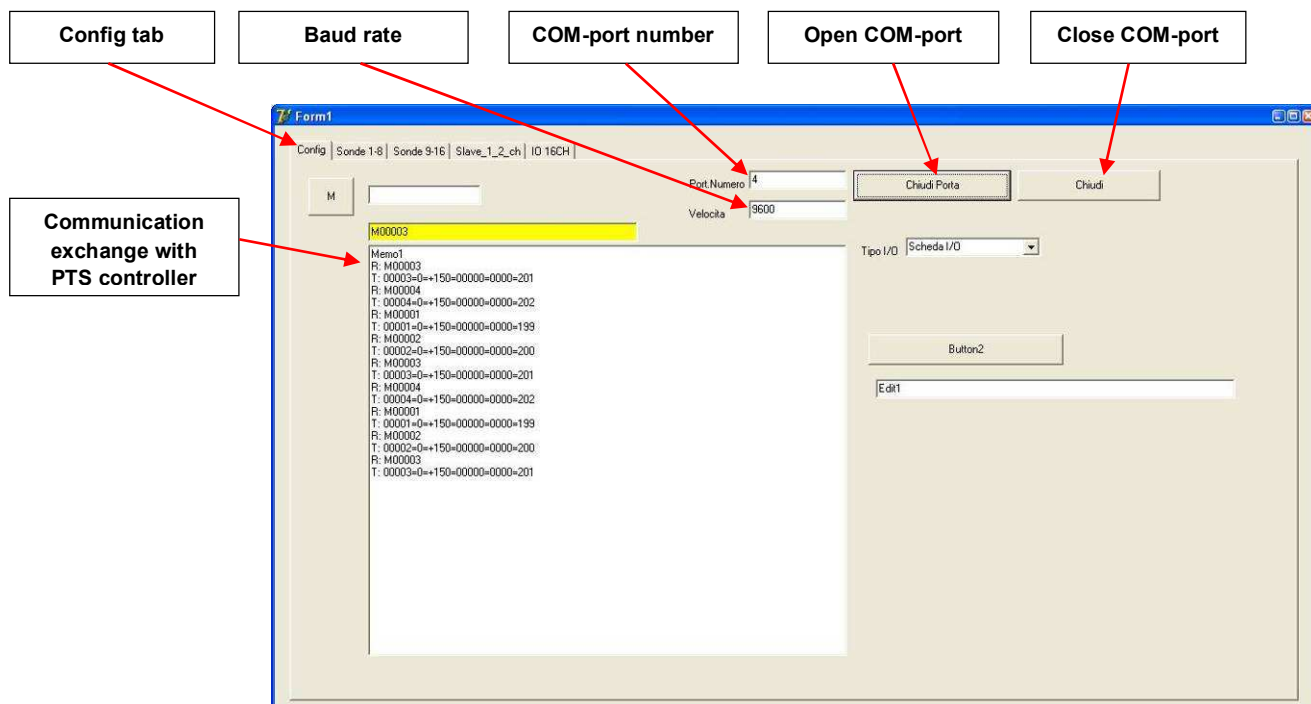 Config tab
Baud rate
COM-port number
Open COM-port
Close COM-port
Form1
Config
Sonde 1-8
Sonde 9-16
Slave_1_2_ch
IO 16CH
M
Port.Numero
4
Chiudi Porta
Chiudi
Velocita
9600
Communication
exchange with
PTS controller
M00003
Tipo I/O
Scheda I/O
Memo1
R: M00003
T: 00003=0=+150=00000=0000=201
R: M00004
T: 00004=0=+150=00000=0000=202
R: M00001
T: 00001=0=+150=00000=0000=199
R: M00002
T: 00002=0=+150=00000=0000=200
R: M00003
T: 00003=0=+150=00000=0000=201
R: M00004
T: 00004=0=+150=00000=0000=202
R: M00001
T: 00001=0=+150=00000=0000=199
R: M00002
T: 00002=0=+150=00000=0000=200
R: M00003
T: 00003=0=+150=00000=0000=201
Button2
Edit1